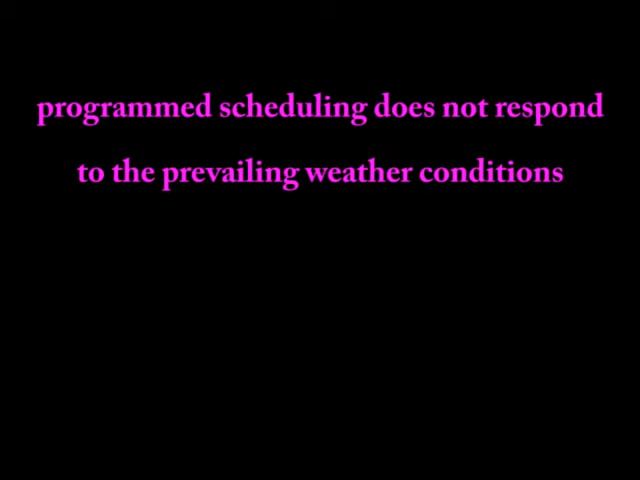 programmed scheduling does not respond
to the prevailing weather conditions